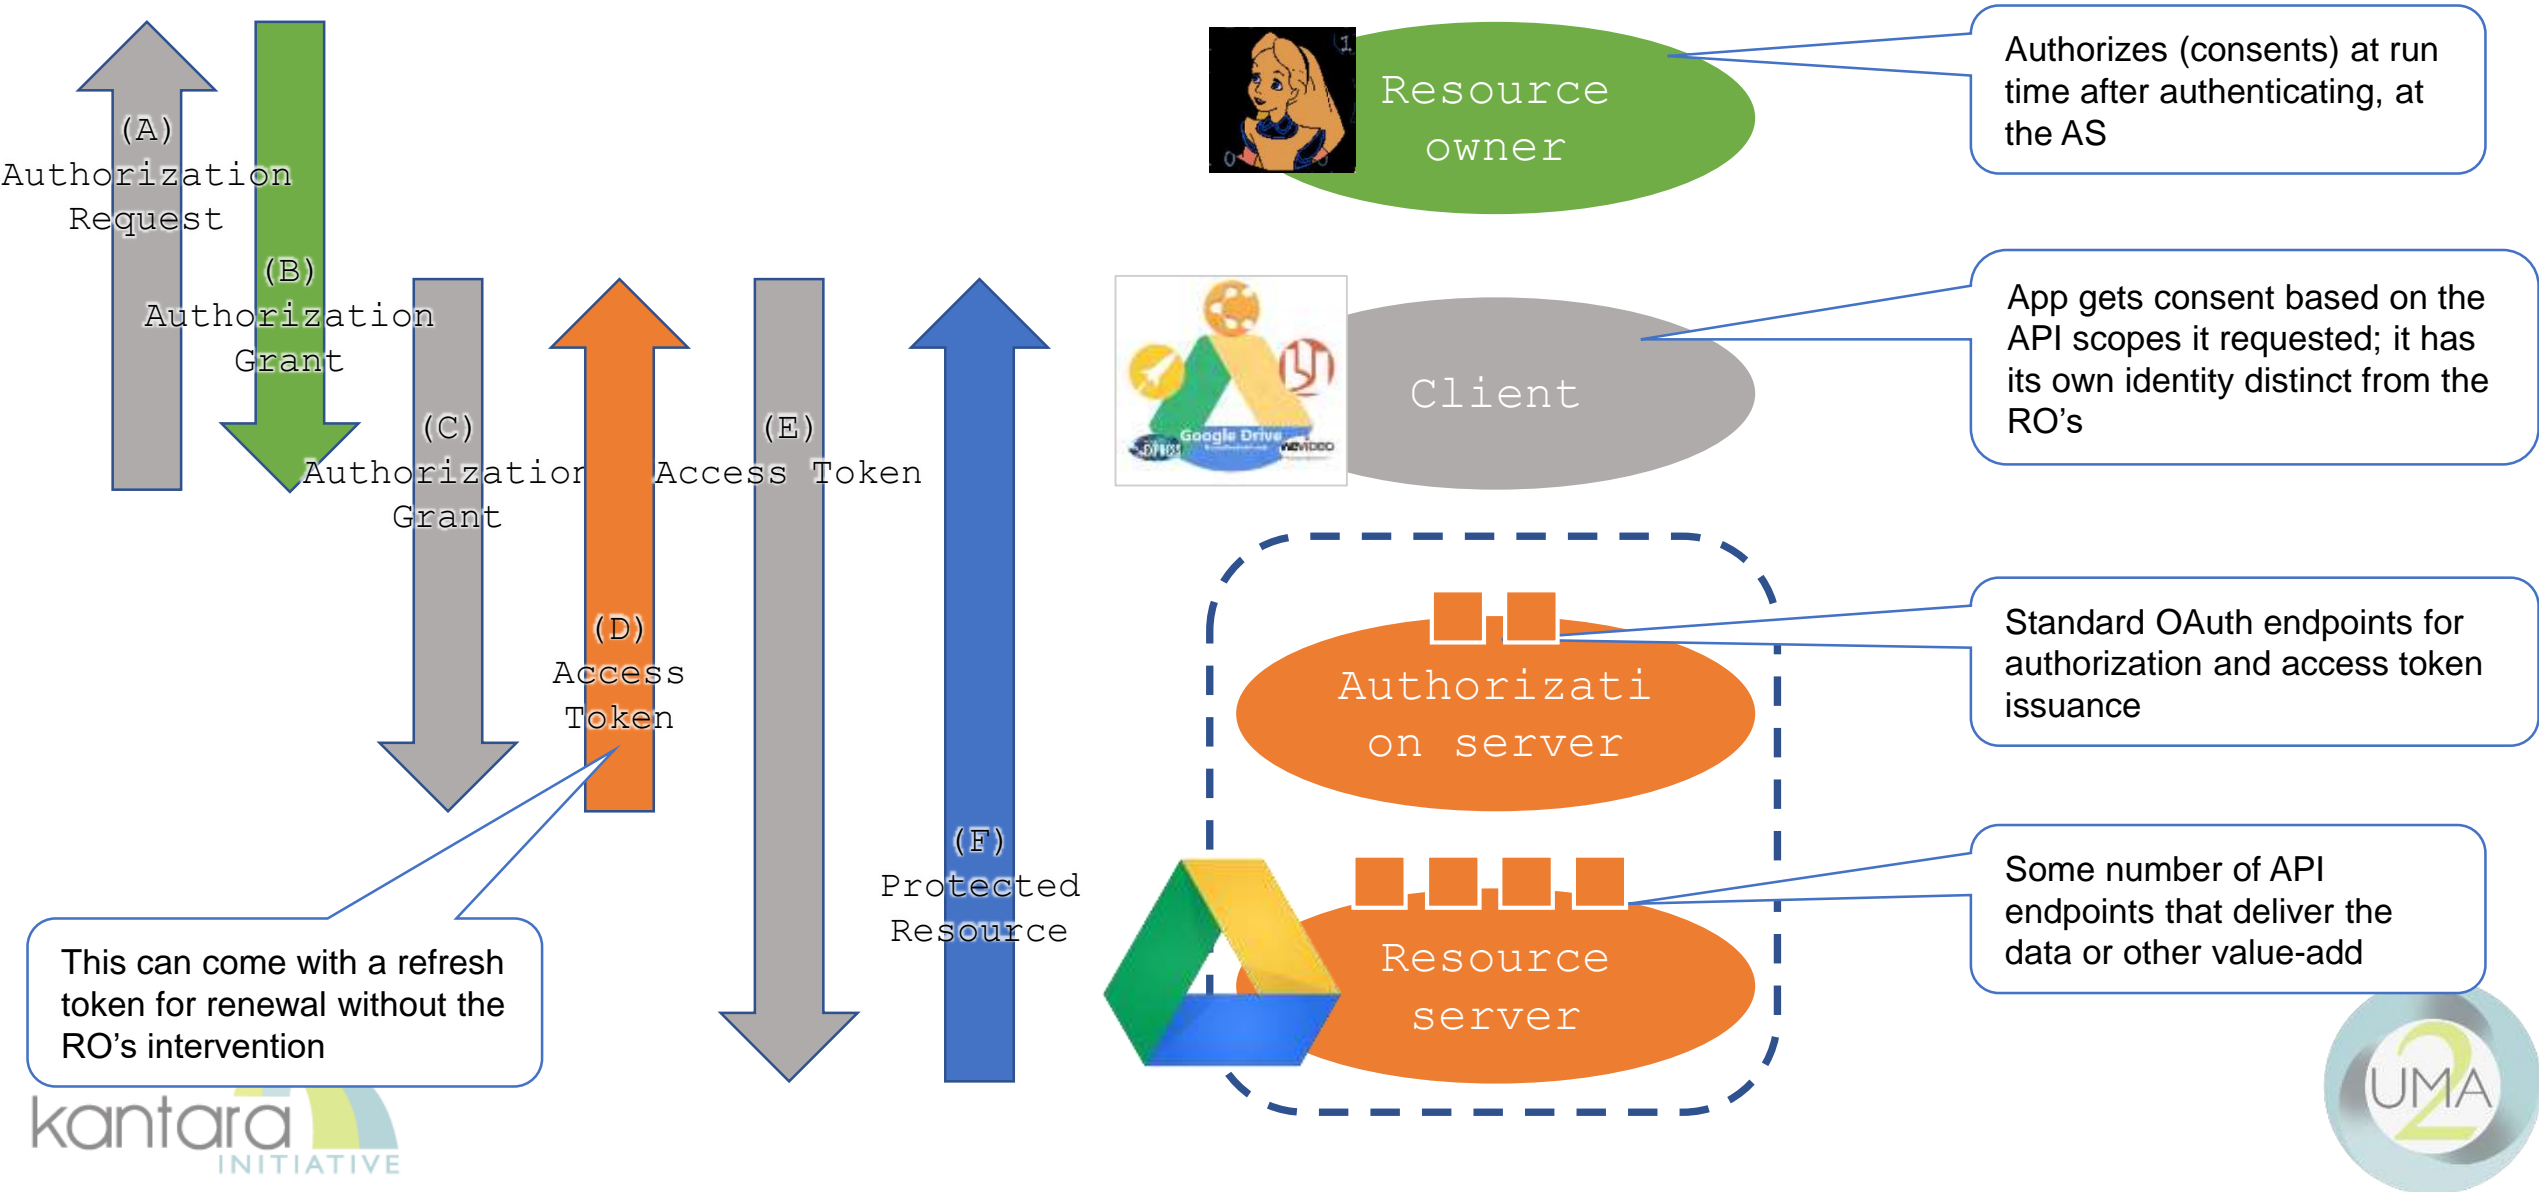 (A)
Authorization
Request
(B)
Authorization
Grant
(C)
Authorization
Grant
(D)
Access
Token
(E)
Access Token
(F)
Protected
Resource
This can come with a refresh
token for renewal without the
RO's intervention
kantara
INITIATIVE
1
0
Resource
owner
Authorizes (consents) at run
time after authenticating, at
the AS
Google Drive
WEVIDEO
Client
App gets consent based on the
API scopes it requested; it has
its own identity distinct from the
RO's
Authorizati
on server
Standard OAuth endpoints for
authorization and access token
issuance
Resource
server
Some number of API
endpoints that deliver the
data or other value-add
UMA
2